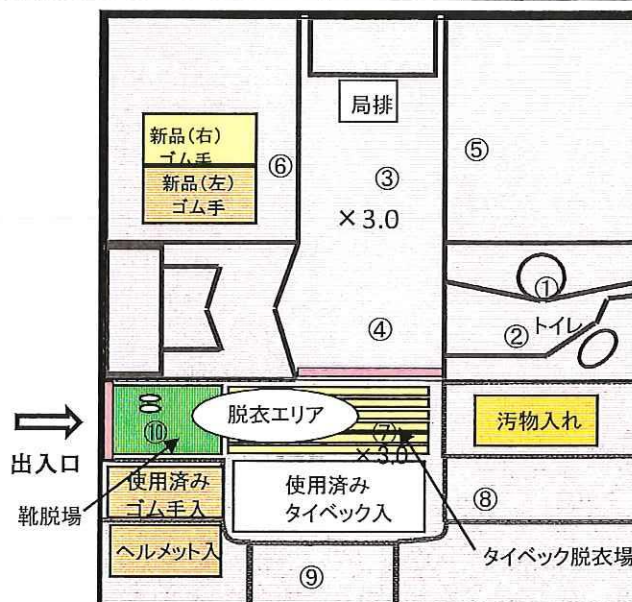 局排
新品(右)
ゴム手
新品(左)
ゴム手
⑥
③
×3.0
⑤
①
②
トイレ
④
出入口
⑩
脱衣エリア
⑦
×3.0
汚物入れ
靴脱場
使用済み
ゴム手入
使用済み
タイベック入
⑧
ヘルメット入
⑨
タイベック脱衣場